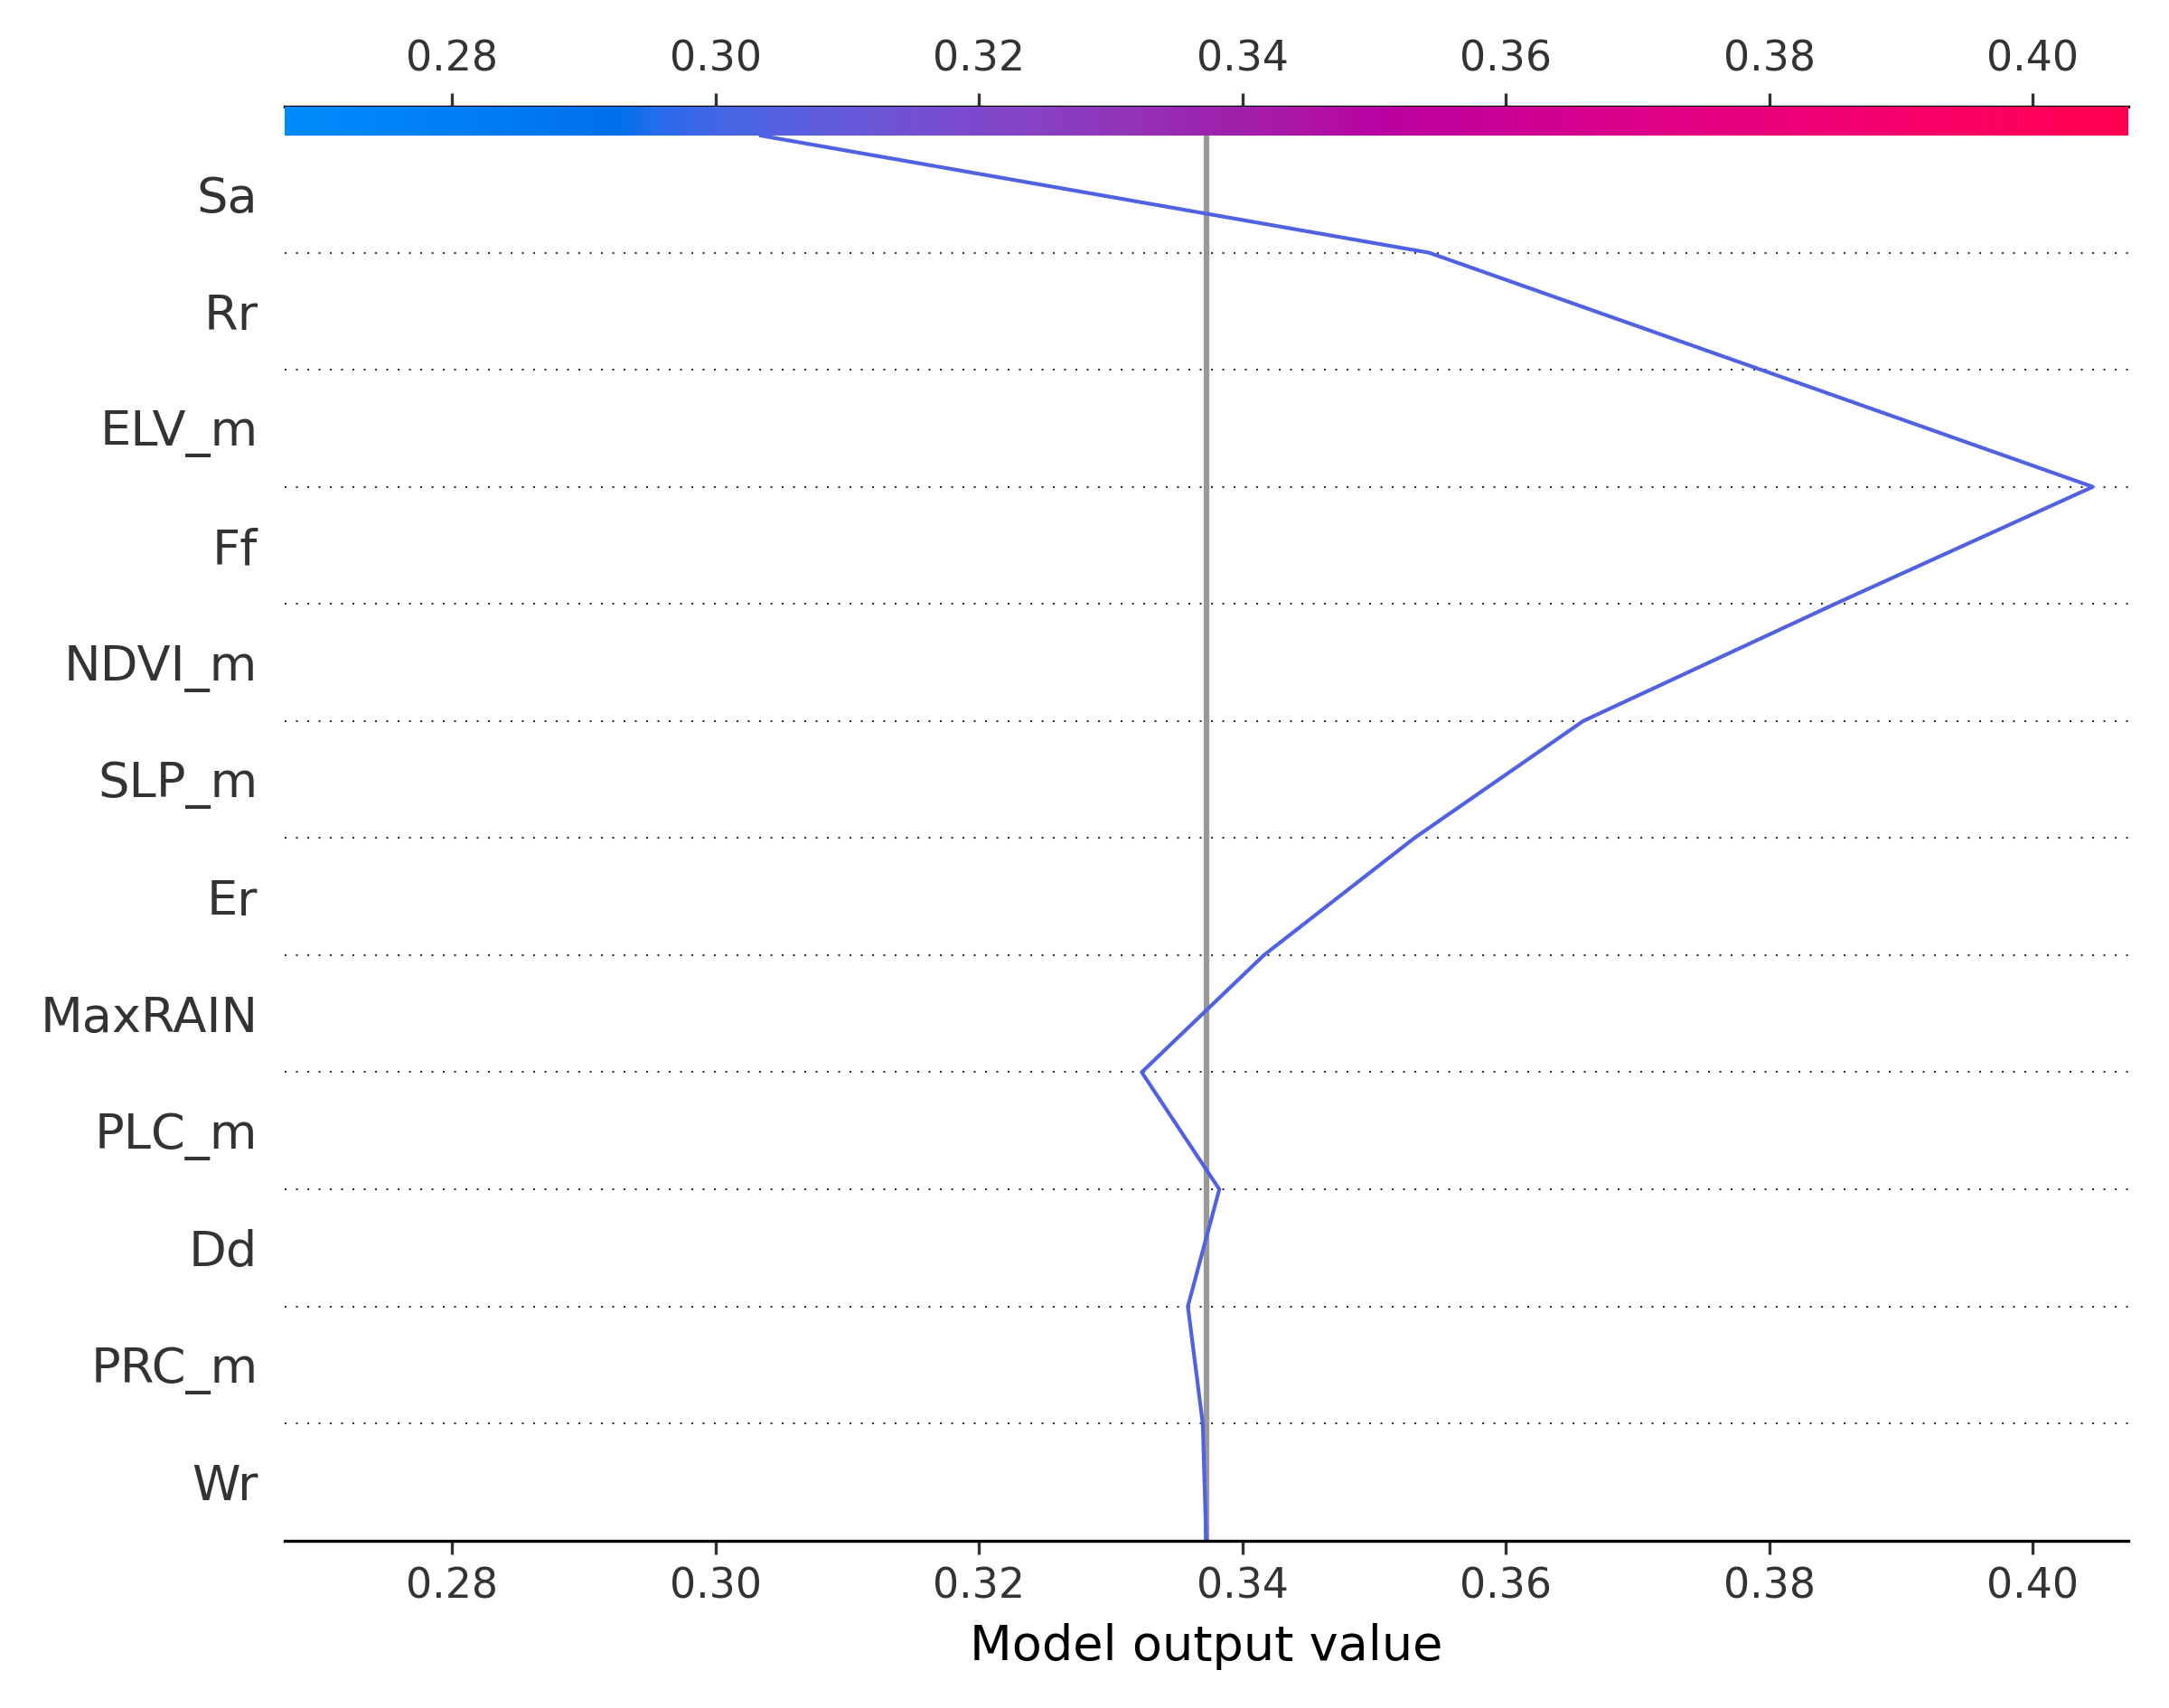 0.28 0.30 0.32 0.34 0.36 0.38 0.40
Sa
Rr
ELV_m
Ff
NDVI_m
SLP_m
Er
MaxRAIN
PLC_m
Dd
PRC_m
Wr
0.28 0.30 0.32 0.34 0.36 0.38 0.40
Model output value